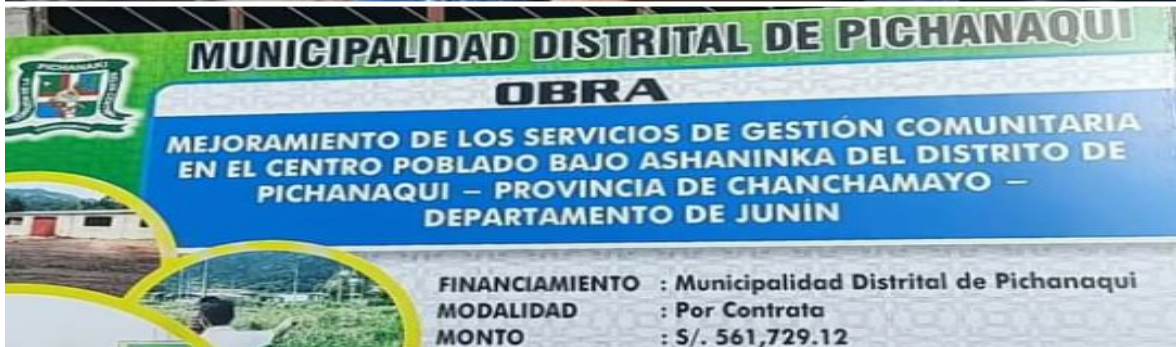 MUNICIPALIDAD DISTRITAL DE PICHANAQUI
PICHANAKI
OBRA
MEJORAMIENTO DE LOS SERVICIOS DE GESTIÓN COMUNITARIA
EN EL CENTRO POBLADO BAJO ASHANINKA DEL DISTRITO DE
PICHANAQUI – PROVINCIA DE CHANCHAMAYO –
DEPARTAMENTO DE JUNÍN
FINANCIAMIENTO : Municipalidad Distrital de Pichanaqui
MODALIDAD : Por Contrata
MONTO : S/. 561,729.12